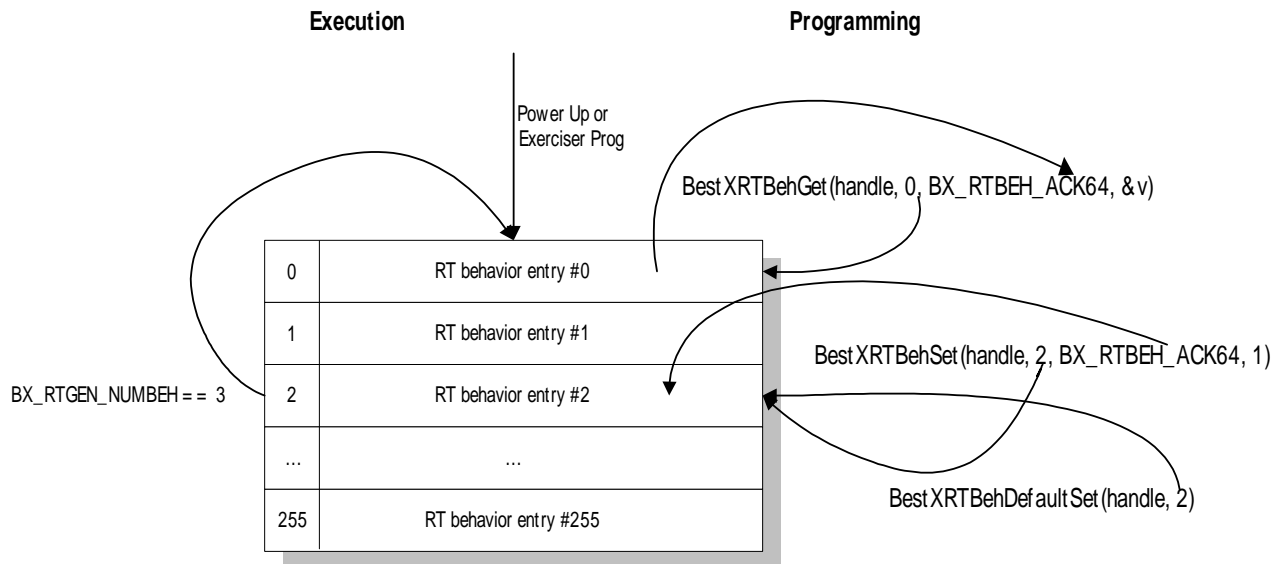 Execution
Programming
Power Up or
Exerciser Prog
BestXRTBehGet(handle, 0, BX_RTBEH_ACK64, &v)
0 RT behavior entry #0
1 RT behavior entry #1
BestXRTBehSet(handle, 2, BX_RTBEH_ACK64, 1)
BX_RTGEN_NUMBEH == 3
2 RT behavior entry #2
... ...
BestXRTBehDefaultSet(handle, 2)
255 RT behavior entry #255